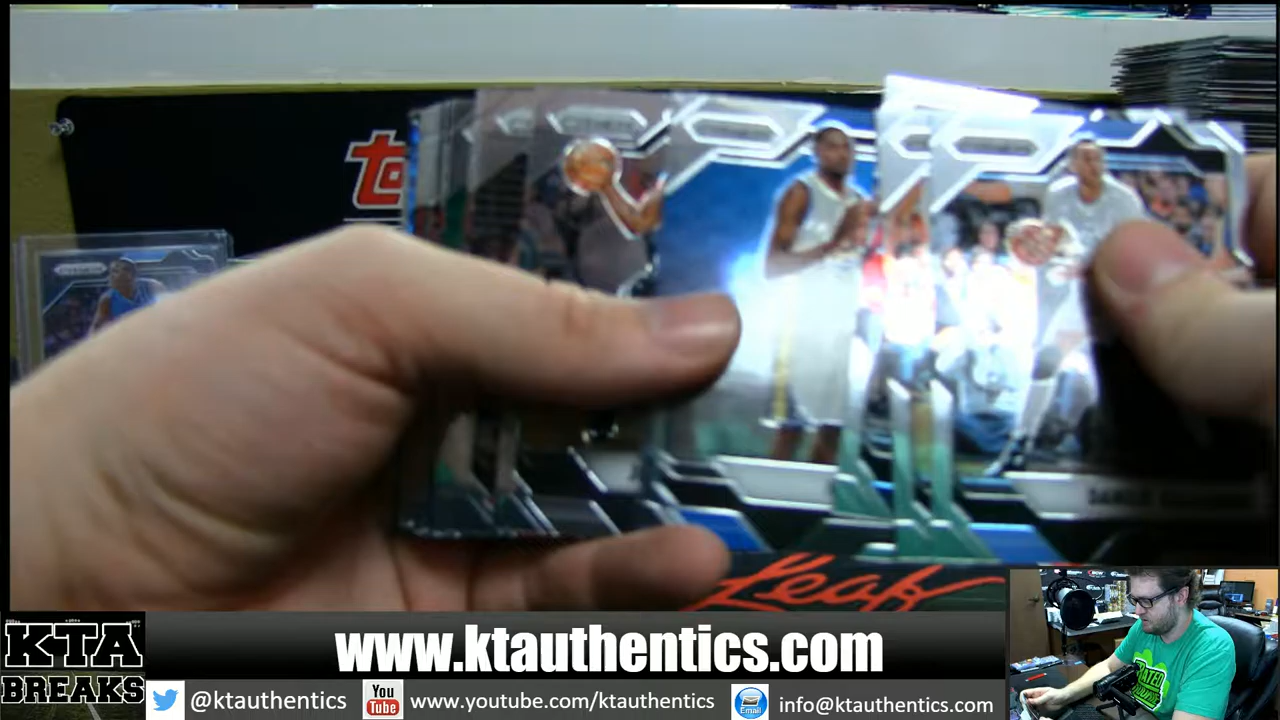 to
Leaf
www.ktauthentics.com
KTA
BREAKS
@ktauthentics
You
Tube
www.youtube.com/ktauthentics
Email
info@ktauthentics.com